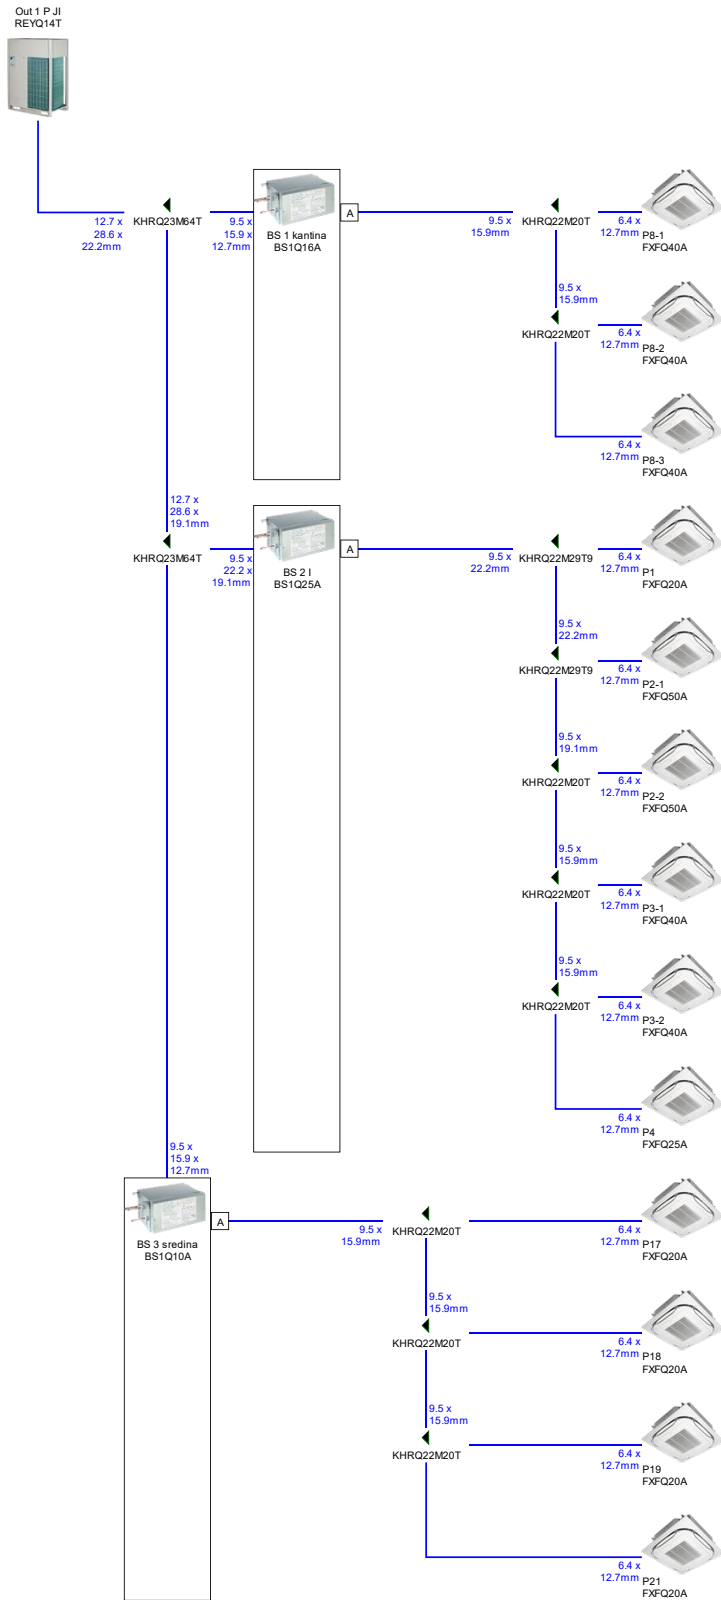 Out 1 P JI
REYQ14T
KHRQ23M64T
12.7 x
28.6 x
22.2mm
9.5 x
15.9 x
12.7mm
BS 1 kantina
BS1Q16A
A
9.5 x
15.9mm
KHRQ22M20T
6.4 x
12.7mm
P8-1
FXFQ40A
9.5 x
15.9mm
KHRQ22M20T
6.4 x
12.7mm
P8-2
FXFQ40A
6.4 x
12.7mm
P8-3
FXFQ40A
12.7 x
28.6 x
19.1mm
KHRQ23M64T
9.5 x
22.2 x
19.1mm
BS 2 I
BS1Q25A
A
9.5 x
22.2mm
KHRQ22M29T9
6.4 x
12.7mm
P1
FXFQ20A
9.5 x
22.2mm
KHRQ22M29T9
6.4 x
12.7mm
P2-1
FXFQ50A
9.5 x
19.1mm
KHRQ22M20T
6.4 x
12.7mm
P2-2
FXFQ50A
9.5 x
15.9mm
KHRQ22M20T
6.4 x
12.7mm
P3-1
FXFQ40A
9.5 x
15.9mm
KHRQ22M20T
6.4 x
12.7mm
P3-2
FXFQ40A
6.4 x
12.7mm
P4
FXFQ25A
9.5 x
15.9 x
12.7mm
BS 3 sredina
BS1Q10A
A
9.5 x
15.9mm
KHRQ22M20T
6.4 x
12.7mm
P17
FXFQ20A
9.5 x
15.9mm
KHRQ22M20T
6.4 x
12.7mm
P18
FXFQ20A
9.5 x
15.9mm
KHRQ22M20T
6.4 x
12.7mm
P19
FXFQ20A
6.4 x
12.7mm
P21
FXFQ20A